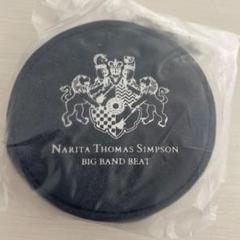 NARITA THOMAS SIMPSON
BIG BAND BEAT